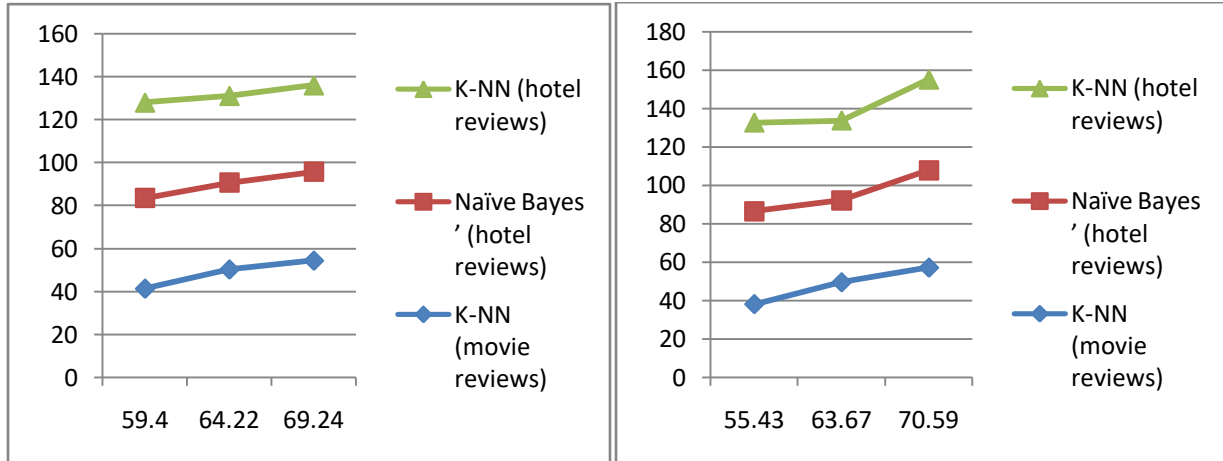 160
140
120
100
80
60
40
20
0
59.4 64.22 69.24
K-NN (hotel
reviews)
Naïve Bayes
’ (hotel
reviews)
K-NN
(movie
reviews)
180
160
140
120
100
80
60
40
20
0
55.43 63.67 70.59
K-NN (hotel
reviews)
Naïve Bayes
’ (hotel
reviews)
K-NN
(movie
reviews)